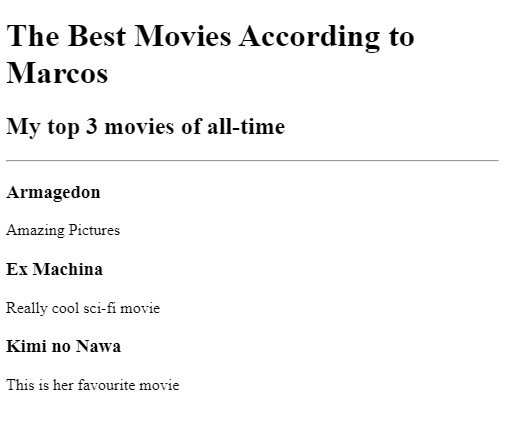 The Best Movies According to
Marcos
My top 3 movies of all-time
Armagedon
Amazing Pictures
Ex Machina
Really cool sci-fi movie
Kimi no Nawa
This is her favourite movie